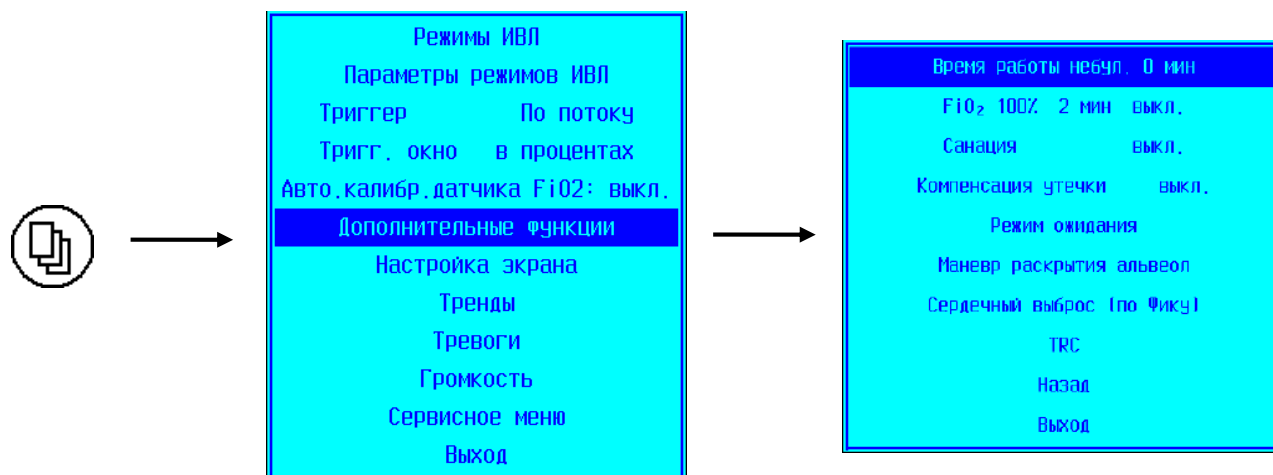 Режимы ИВЛ
Параметры режимов ИВЛ
Триггер По потоку
Тригг. окно в процентах
Авто.калибр.датчика FiO2: выкл.
Дополнительные функции
Настройка экрана
Тренды
Тревоги
Громкость
Сервисное меню
Выход
Время работы небул. 0 мин
FiO₂ 100% 2 мин выкл.
Санация выкл.
Компенсация утечки выкл.
Режим ожидания
Маневр раскрытия альвеол
Сердечный выброс (по Фику)
TRC
Назад
Выход